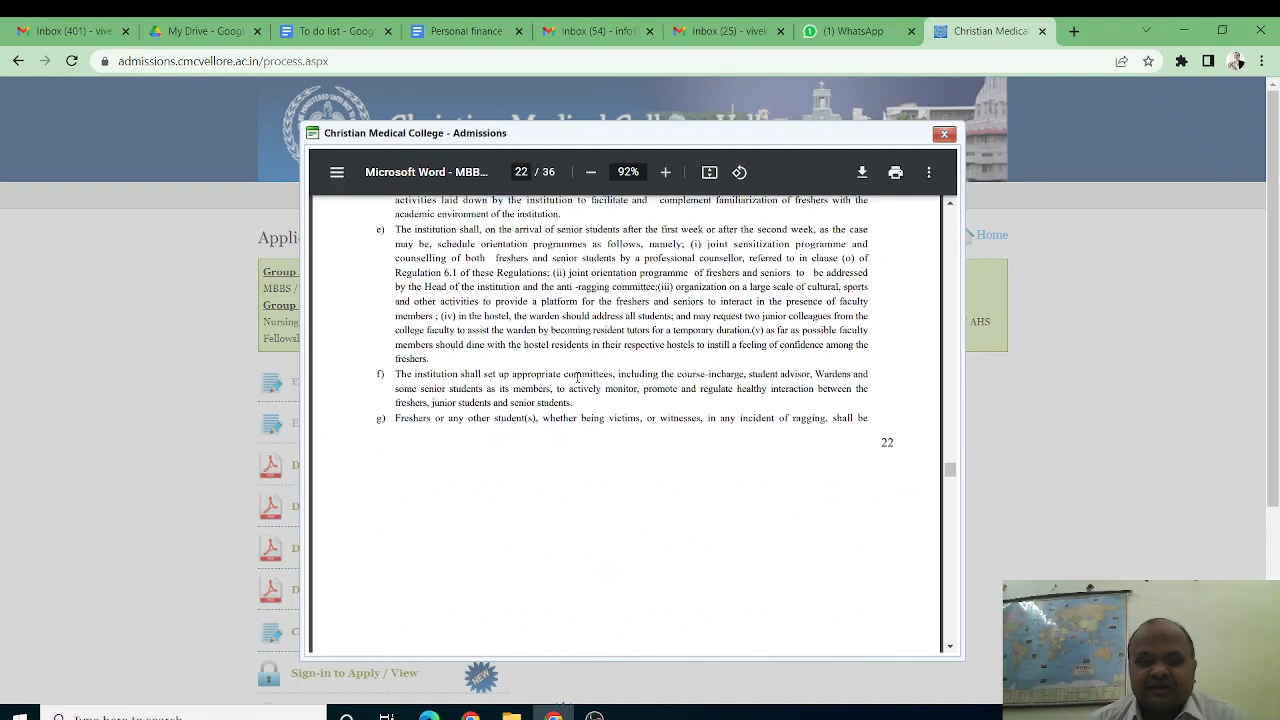 Inbox (401) - vive
My Drive - Googl
To do list - Goog
Personal finance
Inbox (54) - info@
Inbox (25) - vivek
(1) WhatsApp
Christian Medical
admissions.cmcvellore.ac.in/process.aspx
Christian Medical College - Admissions
Microsoft Word - MBB...
22 / 36
92%
Appli
Home
Group
MBBS /
Group
Nursing
Fellows
AHS
activities laid down by the institution to facilitate and complement familiarization of freshers with the
academic environment of the institution.
e) The institution shall, on the arrival of senior students after the first week or after the second week, as the case
may be, schedule orientation programmes as follows, namely; (i) joint sensitization programme and
counselling of both freshers and senior students by a professional counsellor, referred to in clause (o) of
Regulation 6.1 of these Regulations; (ii) joint orientation programme of freshers and seniors to be addressed
by the Head of the institution and the anti -ragging committee;(iii) organization on a large scale of cultural, sports
and other activities to provide a platform for the freshers and seniors to interact in the presence of faculty
members ; (iv) in the hostel, the warden should address all students; and may request two junior colleagues from the
college faculty to assist the warden by becoming resident tutors for a temporary duration.(v) as far as possible faculty
members should dine with the hostel residents in their respective hostels to instill a feeling of confidence among the
freshers.
f) The institution shall set up appropriate committees, including the course-incharge, student advisor, Wardens and
some senior students as its members, to actively monitor, promote and regulate healthy interaction between the
freshers, junior students and senior students.
g) Freshers or any other student(s), whether being victims, or witnesses, in any incident of ragging, shall be
22
E
E
D
D
D
D
C
Sign-in to Apply / View
NEW
Type here to search